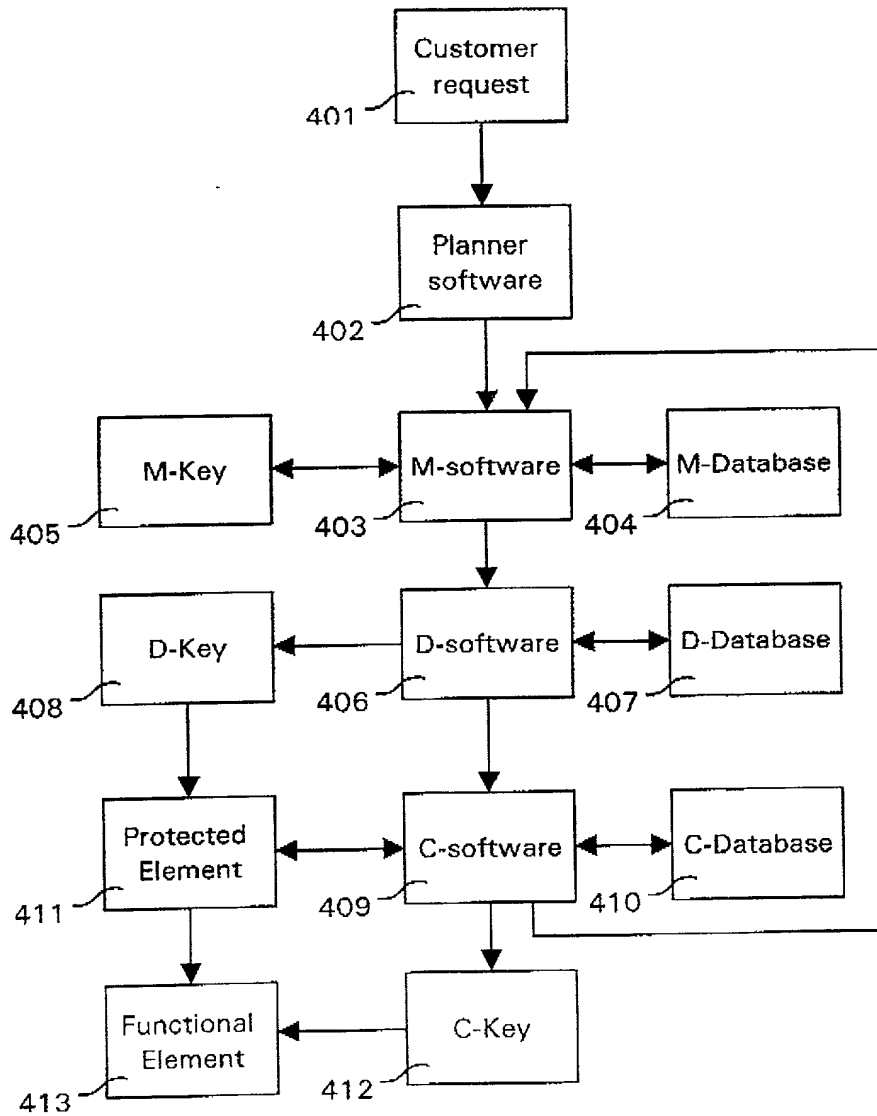 Customer
request
401
Planner
software
402
M-Key
405
M-software
403
M-Database
404
D-Key
408
D-software
406
D-Database
407
Protected
Element
411
C-software
409
C-Database
410
Functional
Element
413
C-Key
412